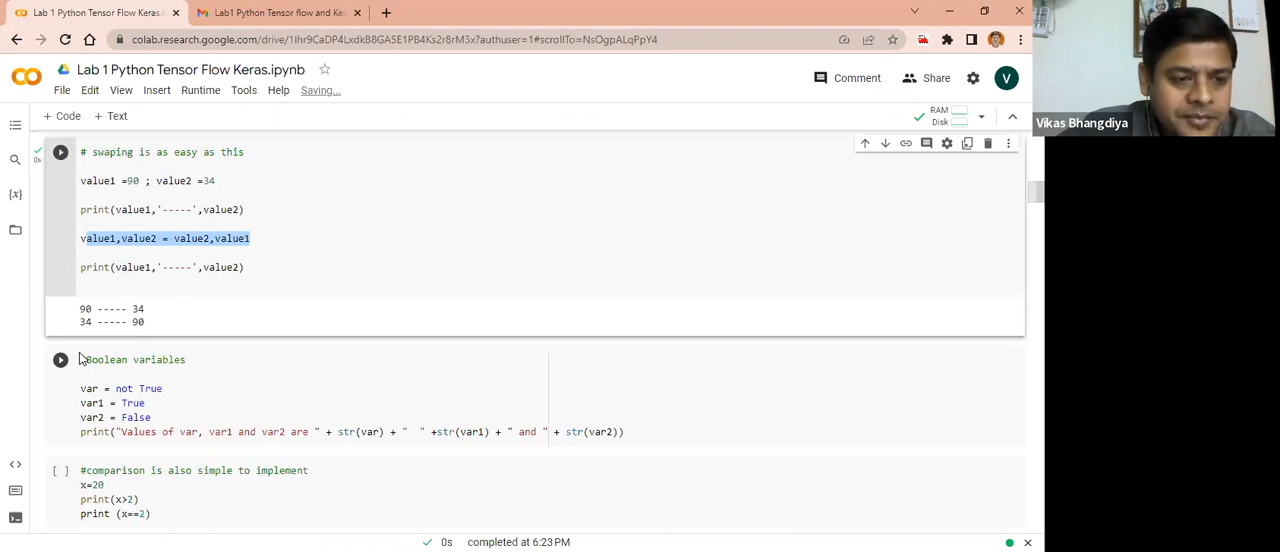 Lab 1 Python Tensor Flow Keras.i
Lab1 Python Tensor flow and Ker
colab.research.google.com/drive/1Ihr9CaDPALxdkB8GA5E1PB4Ks2r8rM3x?authuser=1#scrollTo=NsOgpALqPpY4
Lab 1 Python Tensor Flow Keras.ipynb
Comment
Share
V
File Edit View Insert Runtime Tools Help Saving...
+ Code + Text
RAM
Disk
Vikas Bhangdiya
0s
# swaping is as easy as this
value1 =90 ; value2 =34
print(value1,'-----',value2)
value1,value2 = value2,value1
print(value1,'-----',value2)
90 ----- 34
34 ----- 90
Boolean variables
var = not True
var1 = True
var2 = False
print("Values of var, var1 and var2 are " + str(var) + "  " +str(var1) + " and " + str(var2))
[ ] #comparison is also simple to implement
x=20
print(x>2)
print (x==2)
0s completed at 6:23PM